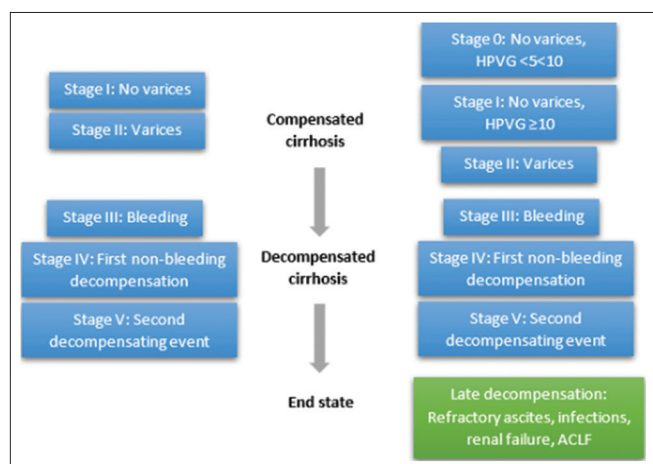 Stage I: No varices
Stage II: Varices
Stage III: Bleeding
Stage IV: First non-bleeding
decompensation
Stage V: Second
decompensating event
Compensated
cirrhosis
Decompensated
cirrhosis
End state
Stage 0: No varices,
HPVG <5<10
Stage I: No varices,
HPVG ≥10
Stage II: Varices
Stage III: Bleeding
Stage IV: First non-bleeding
decompensation
Stage V: Second
decompensating event
Late decompensation:
Refractory ascites, infections,
renal failure, ACLF